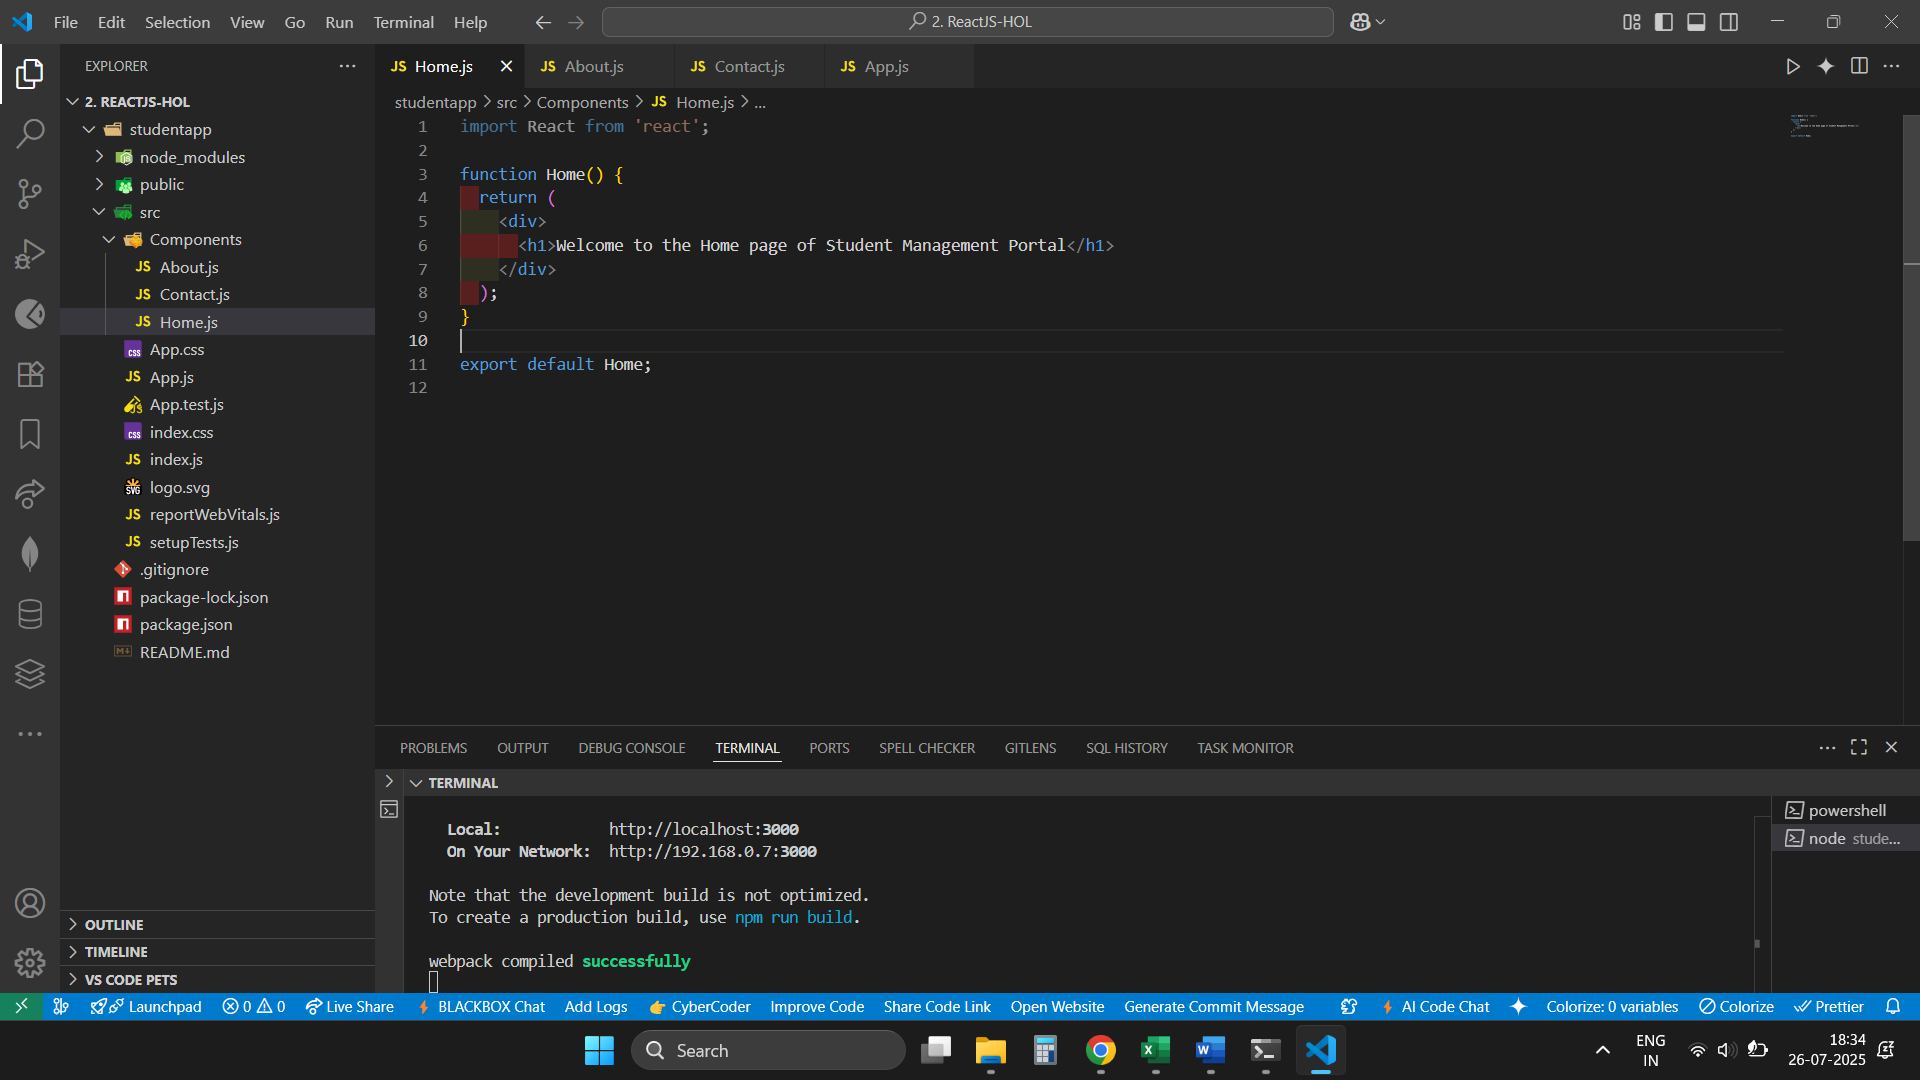 File Edit Selection View Go Run Terminal Help
2. ReactJS-HOL
EXPLORER
2. REACTJS-HOL
studentapp
node_modules
public
src
Components
About.js
Contact.js
Home.js
App.css
App.js
App.test.js
index.css
index.js
logo.svg
reportWebVitals.js
setupTests.js
.gitignore
package-lock.json
package.json
README.md
OUTLINE
TIMELINE
VS CODE PETS
JS Home.js
JS About.js
JS Contact.js
JS App.js
studentapp > src > Components > JS Home.js > ...
1 import React from 'react';
2
3 function Home() {
4 return (
5 <div>
6 <h1>Welcome to the Home page of Student Management Portal</h1>
7 </div>
8 );
9 }
10
11 export default Home;
12
PROBLEMS OUTPUT DEBUG CONSOLE TERMINAL PORTS SPELL CHECKER GITLENS SQL HISTORY TASK MONITOR
TERMINAL
Local: http://localhost:3000
On Your Network: http://192.168.0.7:3000
Note that the development build is not optimized.
To create a production build, use npm run build.
webpack compiled successfully
powershell
node stude...
Launchpad 0 0 Live Share BLACKBOX Chat Add Logs CyberCoder Improve Code Share Code Link Open Website Generate Commit Message AI Code Chat Colorize: 0 variables Colorize Prettier
Search
ENG
IN
18:34
26-07-2025